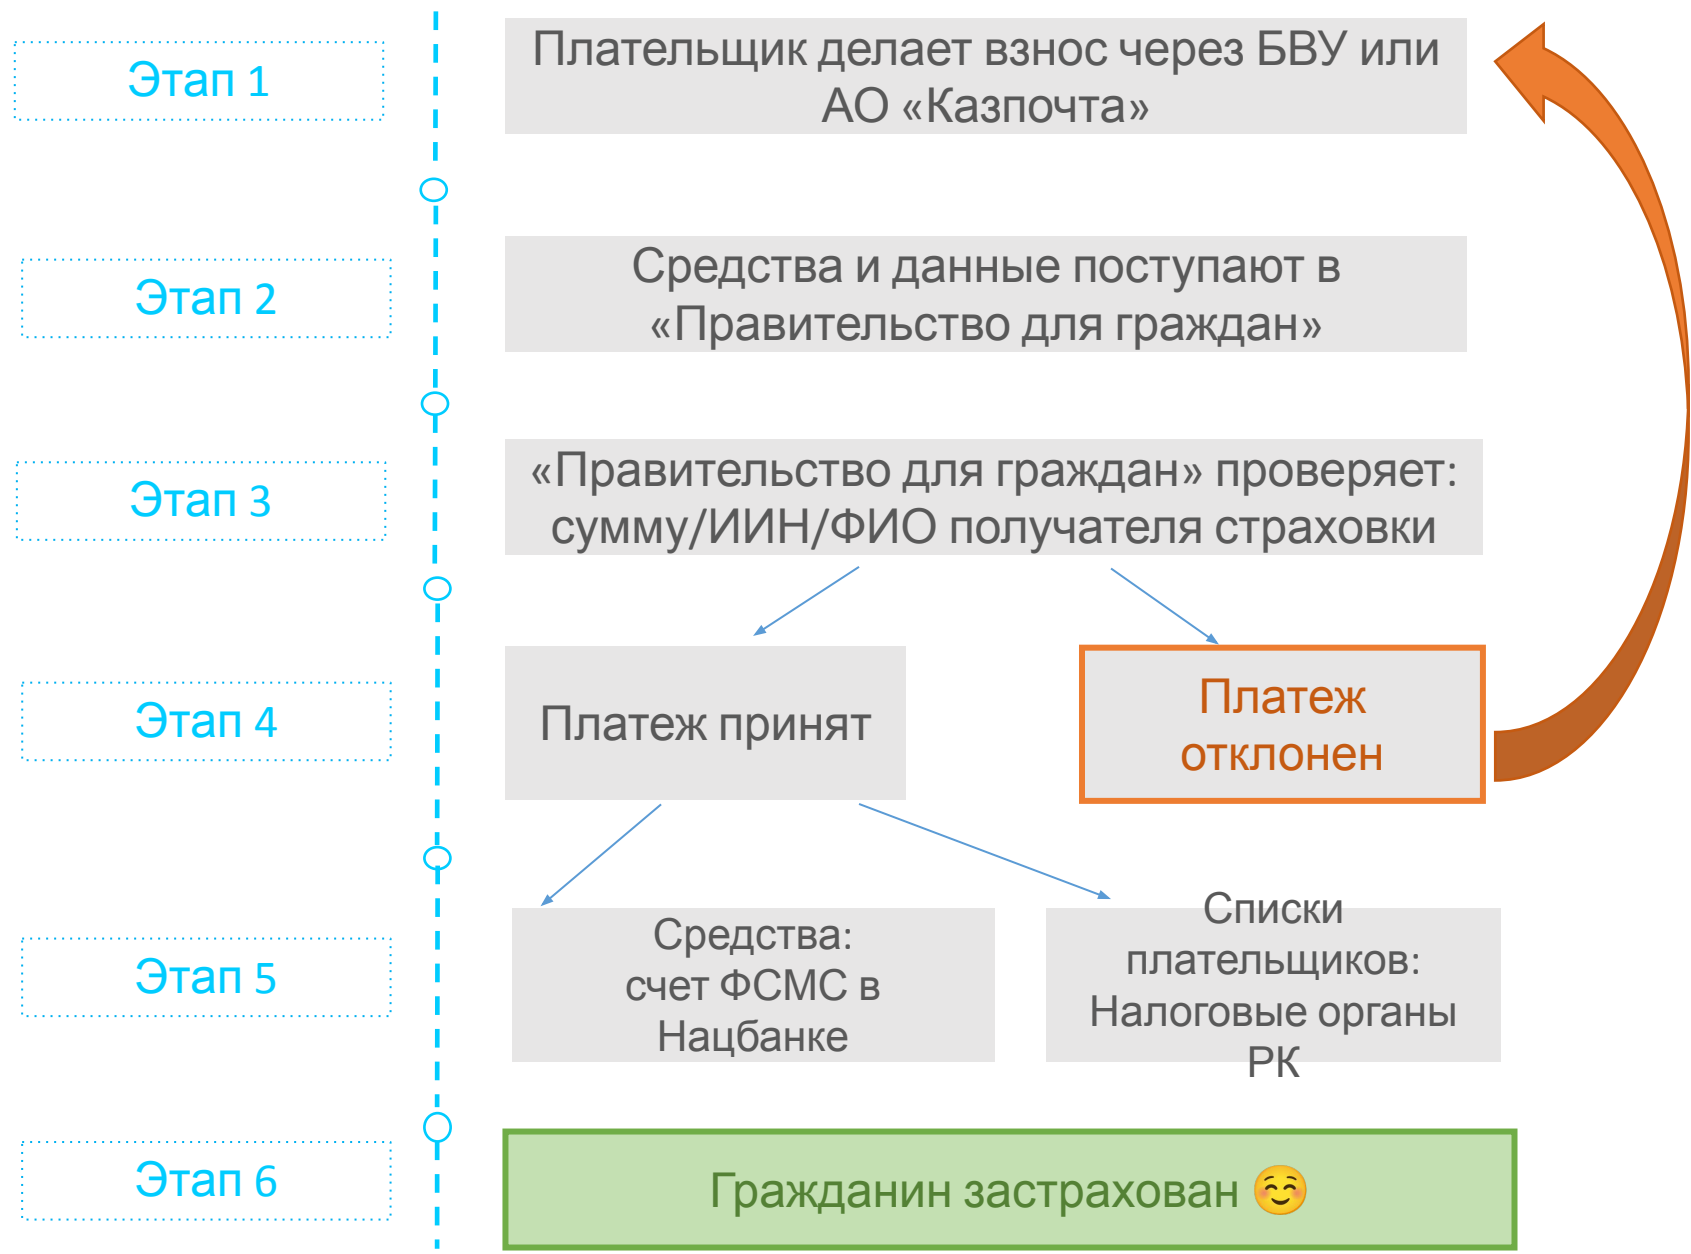 Этап 1
Плательщик делает взнос через БВУ или
АО «Казпочта»
Этап 2
Средства и данные поступают в
«Правительство для граждан»
Этап 3
«Правительство для граждан» проверяет:
сумму/ИИН/ФИО получателя страховки
Этап 4
Платеж принят
Платеж
отклонен
Этап 5
Средства:
счет ФСМС в
Нацбанке
Списки
плательщиков:
Налоговые органы
РК
Этап 6
Гражданин застрахован ☺️